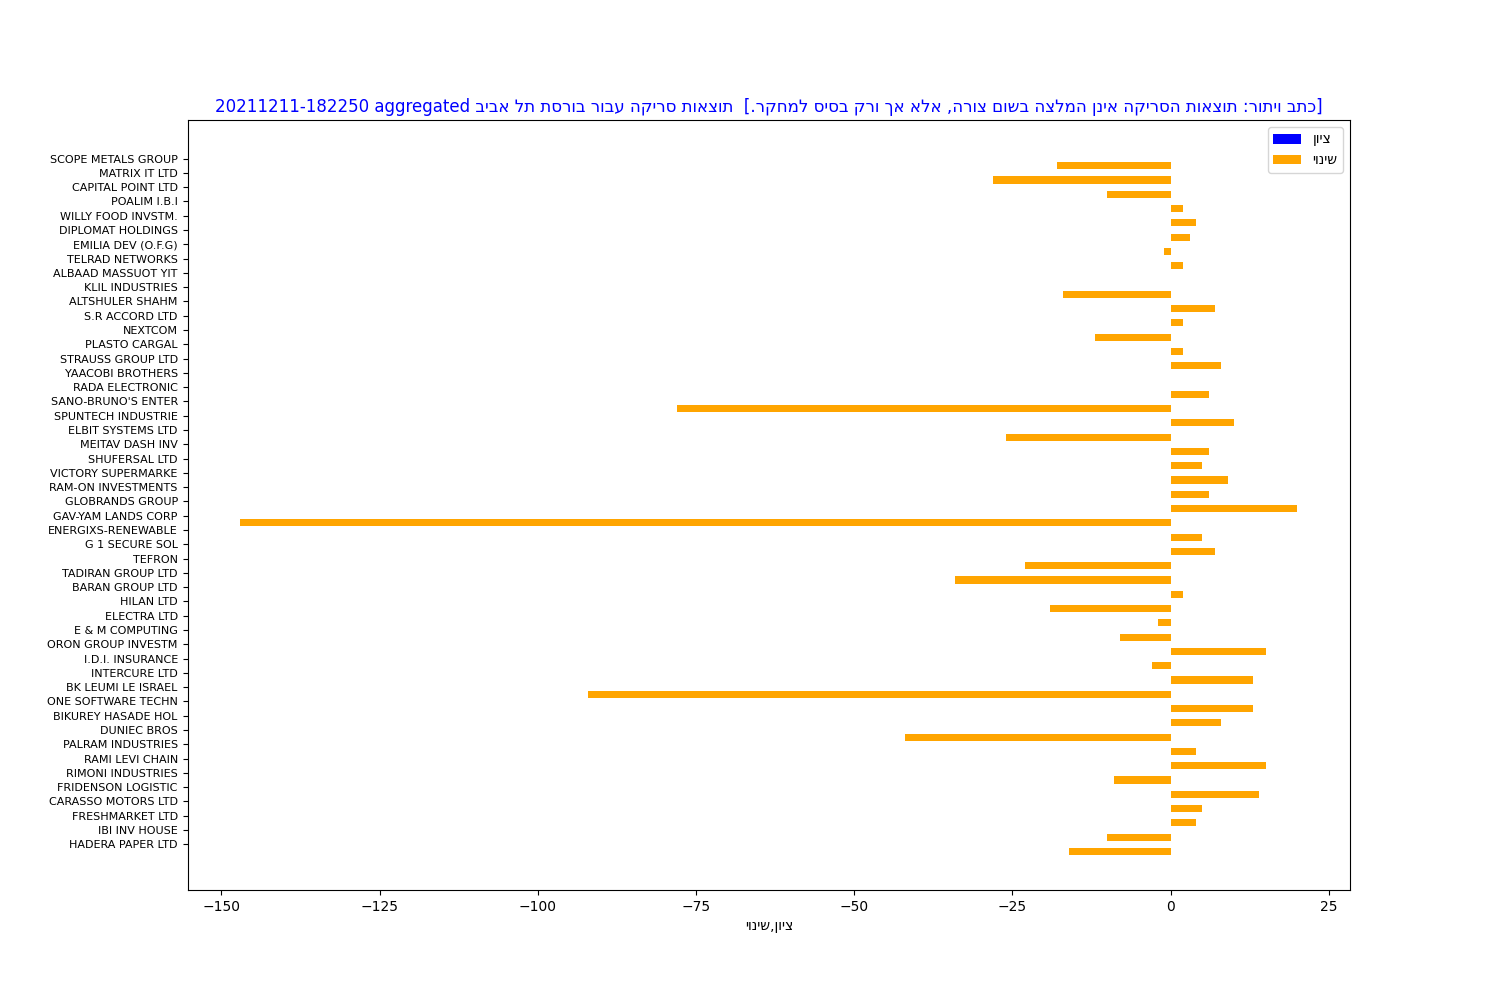 [כתב ויתור: תוצאות הסריקה אינן המלצה בשום צורה, אלא אך ורק בסיס למחקר.] תוצאות סריקה עבור בורסת תל אביב 20211211-182250 aggregated
ציון
שינוי
SCOPE METALS GROUP
MATRIX IT LTD
CAPITAL POINT LTD
POALIM I.B.I
WILLY FOOD INVSTM.
DIPLOMAT HOLDINGS
EMILIA DEV (O.F.G)
TELRAD NETWORKS
ALBAAD MASSUOT YIT
KLIL INDUSTRIES
ALTSHULER SHAHM
S.R ACCORD LTD
NEXTCOM
PLASTO CARGAL
STRAUSS GROUP LTD
YAACOBI BROTHERS
RADA ELECTRONIC
SANO-BRUNO'S ENTER
SPUNTECH INDUSTRIE
ELBIT SYSTEMS LTD
MEITAV DASH INV
SHUFERSAL LTD
VICTORY SUPERMARKE
RAM-ON INVESTMENTS
GLOBRANDS GROUP
GAV-YAM LANDS CORP
ENERGIXS-RENEWABLE
G 1 SECURE SOL
TEFRON
TADIRAN GROUP LTD
BARAN GROUP LTD
HILAN LTD
ELECTRA LTD
E & M COMPUTING
ORON GROUP INVESTM
I.D.I. INSURANCE
INTERCURE LTD
BK LEUMI LE ISRAEL
ONE SOFTWARE TECHN
BIKUREY HASADE HOL
DUNIEC BROS
PALRAM INDUSTRIES
RAMI LEVI CHAIN
RIMONI INDUSTRIES
FRIDENSON LOGISTIC
CARASSO MOTORS LTD
FRESHMARKET LTD
IBI INV HOUSE
HADERA PAPER LTD
−150 −125 −100 −75 −50 −25 0 25
ציון,שינוי